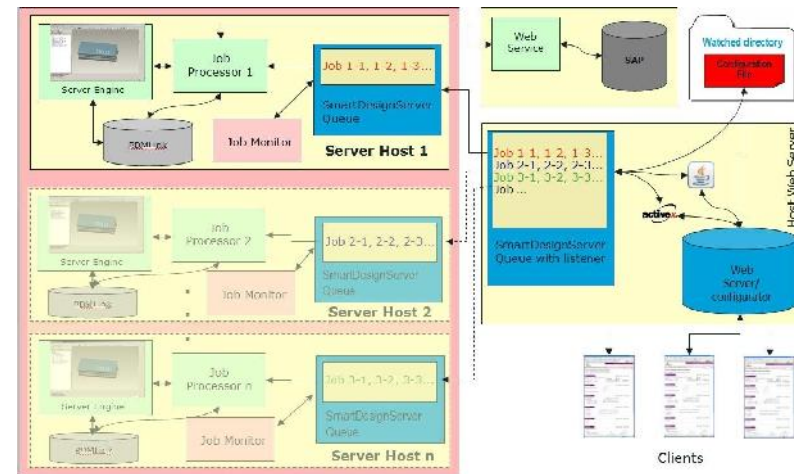 Server Engine
Job
Processor 1
Job 1-1, 1-2, 1-3...
SmartDesignServer
Queue
Job Monitor
Server Host 1
Server Engine
Job
Processor 2
Job 2-1, 2-2, 2-3...
SmartDesignServer
Queue
Job Monitor
Server Host 2
Server Engine
Job
Processor n
Job 3-1, 3-2, 3-3...
SmartDesignServer
Queue
Job Monitor
Server Host n
Web
Service
SAP
Watched directory
Configuration
File
Job 1-1, 1-2, 1-3...
Job 2-1, 2-2, 2-3...
Job 3-1, 3-2, 3-3...
Job ...
SmartDesignServer
Queue with listener
activex
Host Web Server
Web
Server/
configurator
Clients